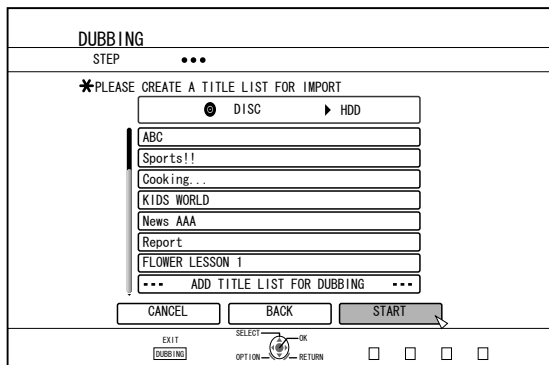 DUBBING
STEP
*PLEASE CREATE A TITLE LIST FOR IMPORT
DISC ▶ HDD
ABC
Sports!!
Cooking...
KIDS WORLD
News AAA
Report
FLOWER LESSON 1
--- ADD TITLE LIST FOR DUBBING ---
CANCEL BACK START
EXIT
DUBBING
SELECT OK
OPTION RETURN